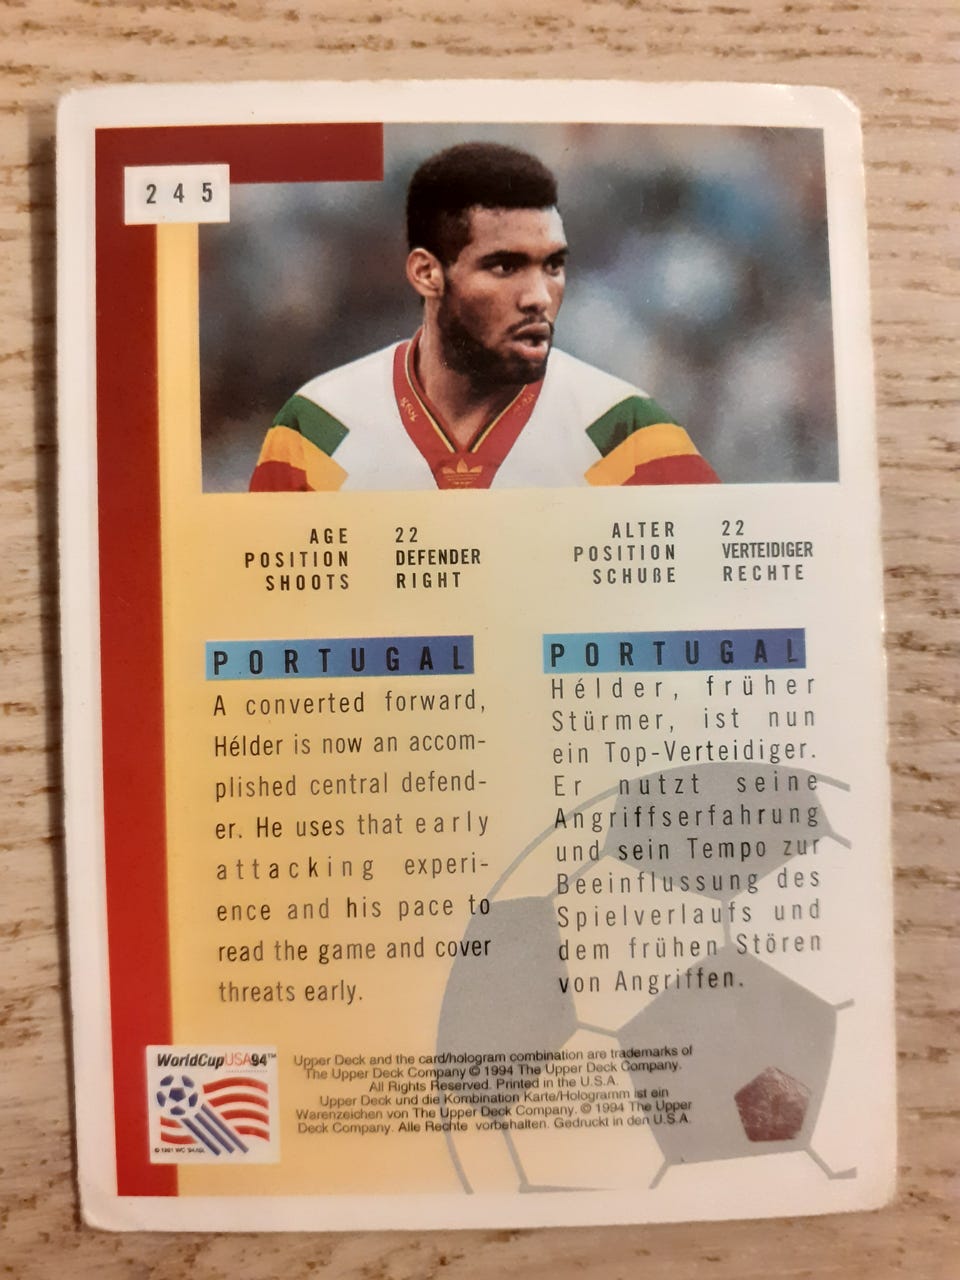 245
AGE 22
POSITION DEFENDER
SHOOTS RIGHT
ALTER 22
POSITION VERTEIDIGER
SCHUßE RECHTE
PORTUGAL
A converted forward,
Hélder is now an accom-
plished central defend-
er. He uses that early
attacking experi-
ence and his pace to
read the game and cover
threats early.
PORTUGAL
Hélder, früher
Stürmer, ist nun
ein Top-Verteidiger.
Er nutzt seine
Angriffserfahrung
und sein Tempo zur
Beeinflussung des
Spielverlaufs und
dem frühen Stören
von Angriffen.
WorldCupUSA94™
Upper Deck and the card/hologram combination are trademarks of
The Upper Deck Company © 1994 The Upper Deck Company.
All Rights Reserved. Printed in the U.S.A.
Upper Deck und die Kombination Karte/Hologramm ist ein
Warenzeichen von The Upper Deck Company. © 1994 The Upper
Deck Company. Alle Rechte vorbehalten. Gedruckt in den U.S.A.